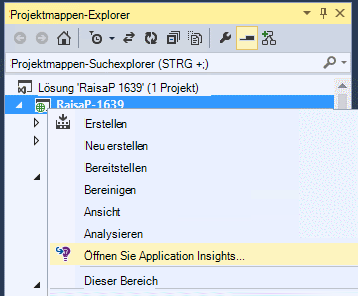 Projektmappen-Explorer
Projektmappen-Suchexplorer (STRG +;)
Lösung 'RaisaP 1639' (1 Projekt)
RaisaP-1639
Erstellen
Neu erstellen
Bereitstellen
Bereinigen
Ansicht
Analysieren
Öffnen Sie Application Insights...
Dieser Bereich